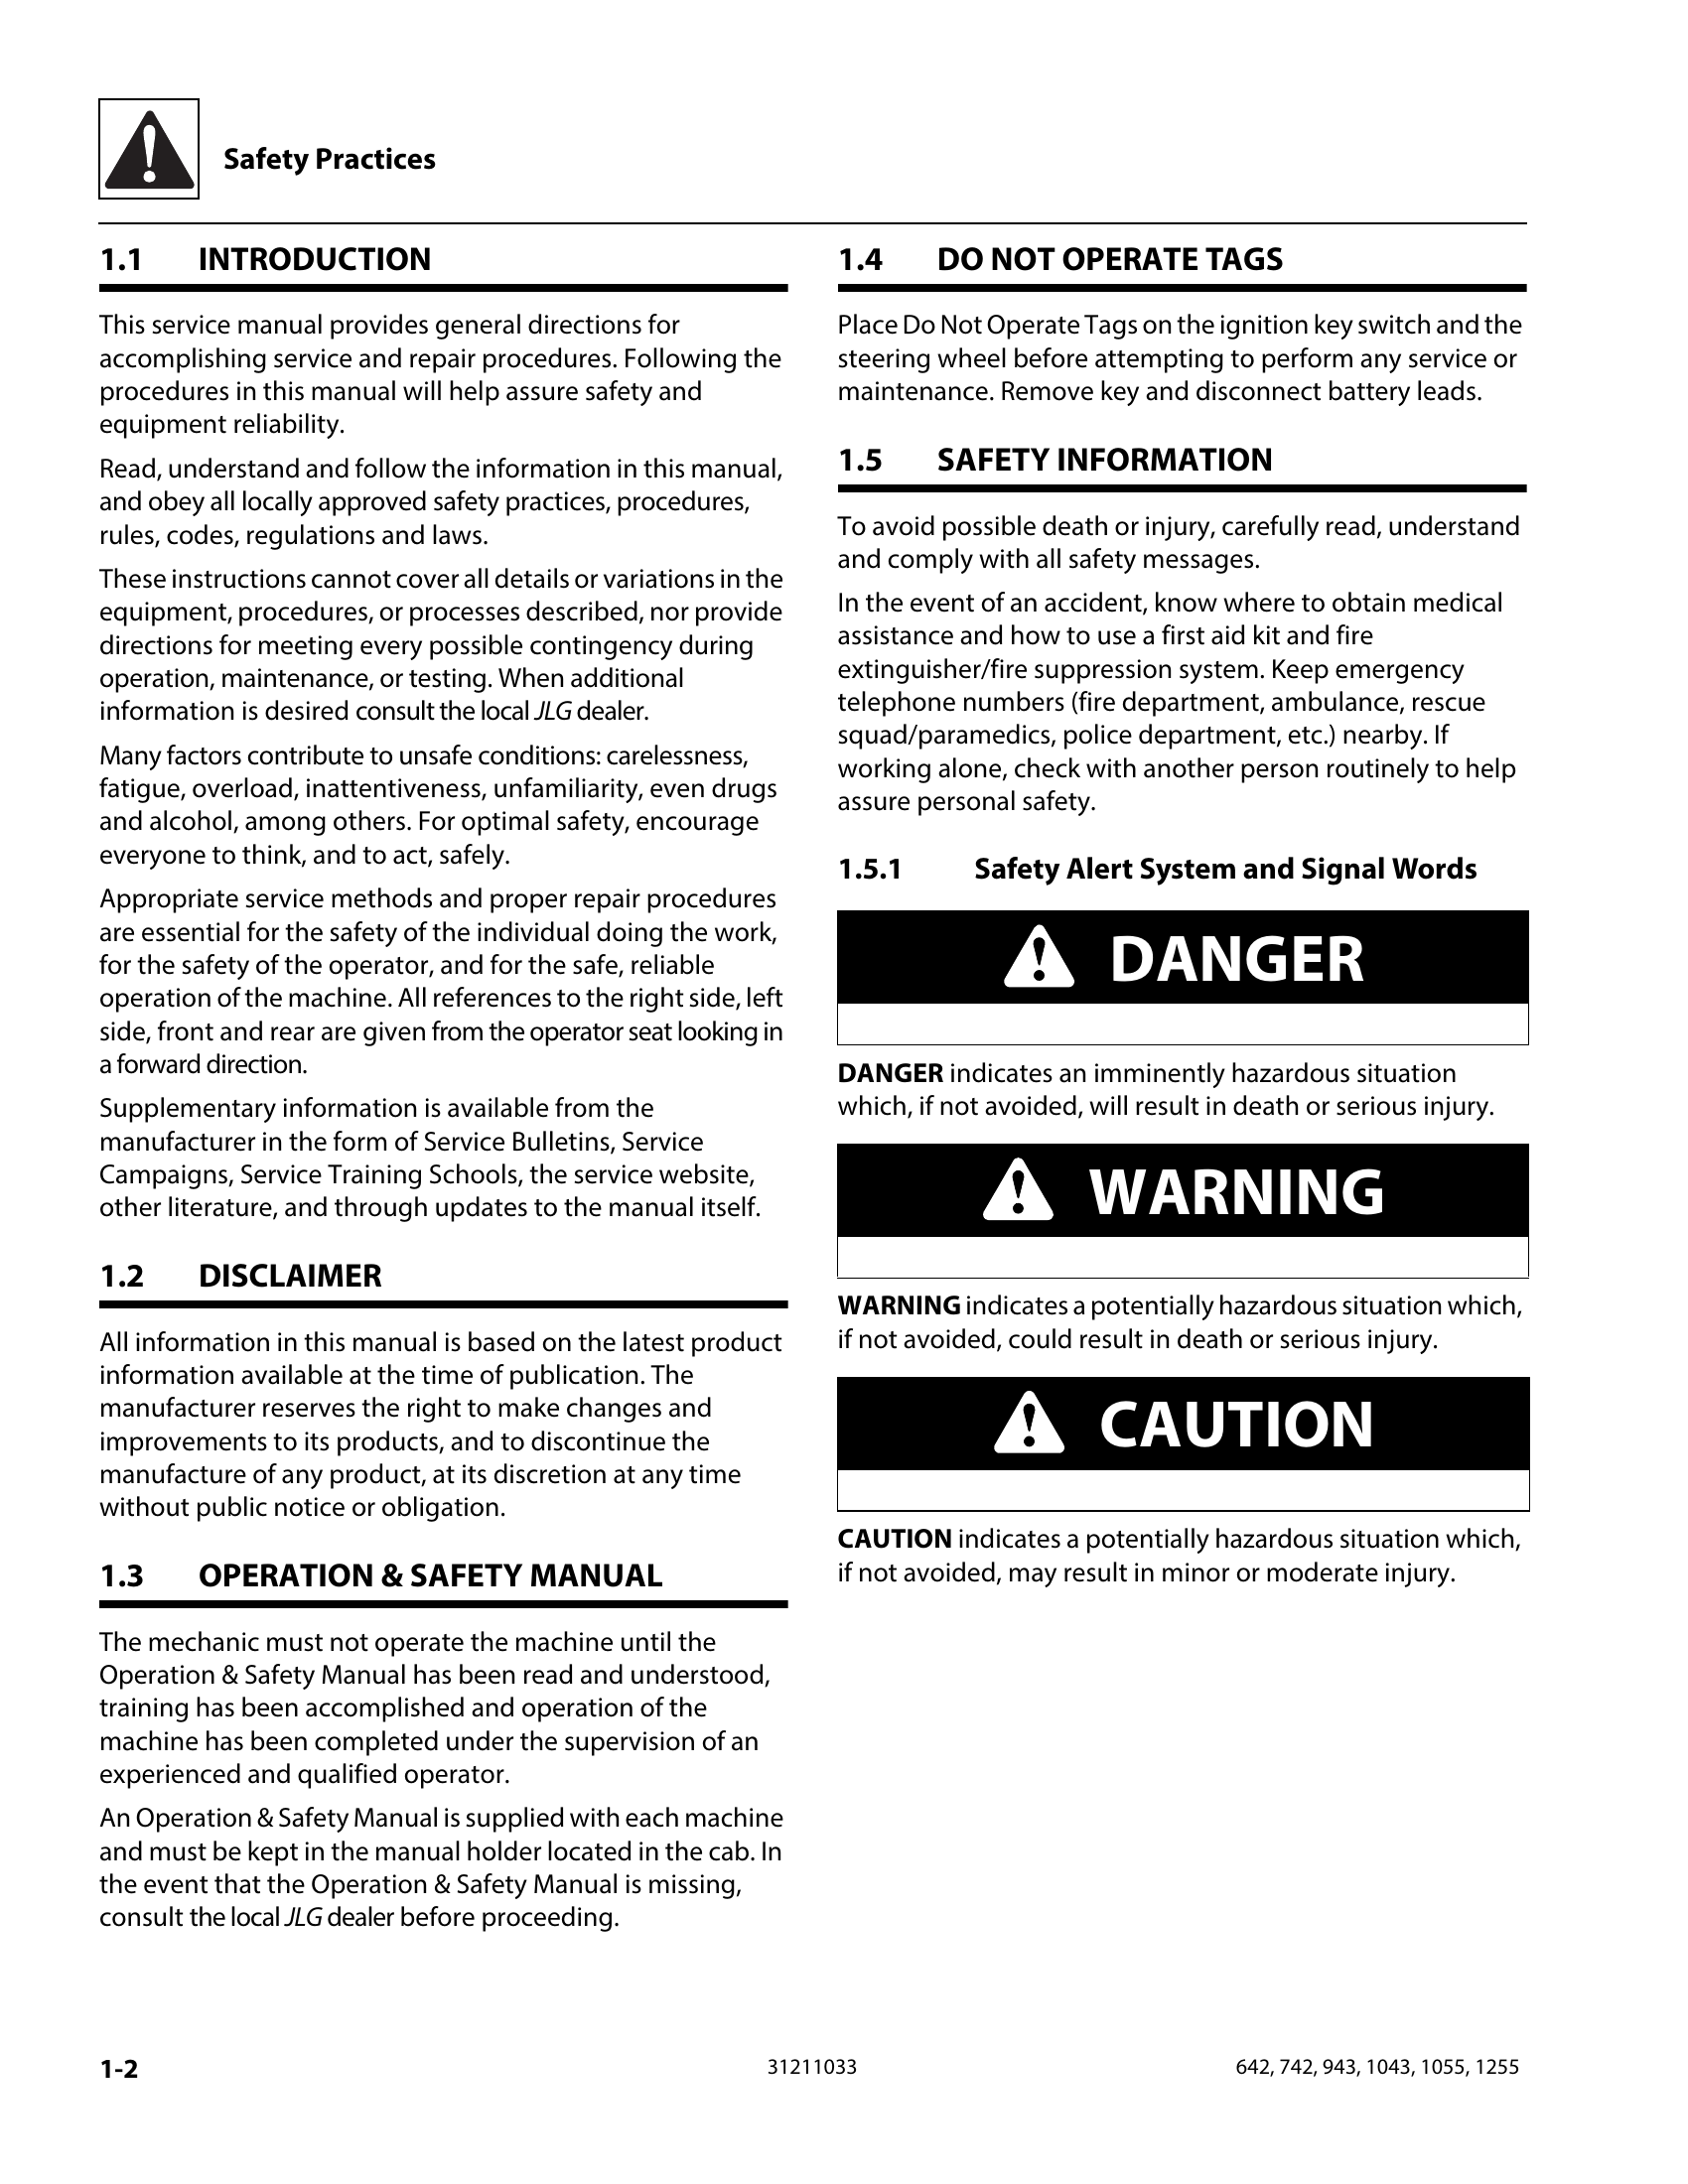 Safety Practices
1.1 INTRODUCTION
This service manual provides general directions for
accomplishing service and repair procedures. Following the
procedures in this manual will help assure safety and
equipment reliability.
Read, understand and follow the information in this manual,
and obey all locally approved safety practices, procedures,
rules, codes, regulations and laws.
These instructions cannot cover all details or variations in the
equipment, procedures, or processes described, nor provide
directions for meeting every possible contingency during
operation, maintenance, or testing. When additional
information is desired consult the local JLG dealer.
Many factors contribute to unsafe conditions: carelessness,
fatigue, overload, inattentiveness, unfamiliarity, even drugs
and alcohol, among others. For optimal safety, encourage
everyone to think, and to act, safely.
Appropriate service methods and proper repair procedures
are essential for the safety of the individual doing the work,
for the safety of the operator, and for the safe, reliable
operation of the machine. All references to the right side, left
side, front and rear are given from the operator seat looking in
a forward direction.
Supplementary information is available from the
manufacturer in the form of Service Bulletins, Service
Campaigns, Service Training Schools, the service website,
other literature, and through updates to the manual itself.
1.2 DISCLAIMER
All information in this manual is based on the latest product
information available at the time of publication. The
manufacturer reserves the right to make changes and
improvements to its products, and to discontinue the
manufacture of any product, at its discretion at any time
without public notice or obligation.
1.3 OPERATION & SAFETY MANUAL
The mechanic must not operate the machine until the
Operation & Safety Manual has been read and understood,
training has been accomplished and operation of the
machine has been completed under the supervision of an
experienced and qualified operator.
An Operation & Safety Manual is supplied with each machine
and must be kept in the manual holder located in the cab. In
the event that the Operation & Safety Manual is missing,
consult the local JLG dealer before proceeding.
1.4 DO NOT OPERATE TAGS
Place Do Not Operate Tags on the ignition key switch and the
steering wheel before attempting to perform any service or
maintenance. Remove key and disconnect battery leads.
1.5 SAFETY INFORMATION
To avoid possible death or injury, carefully read, understand
and comply with all safety messages.
In the event of an accident, know where to obtain medical
assistance and how to use a first aid kit and fire
extinguisher/fire suppression system. Keep emergency
telephone numbers (fire department, ambulance, rescue
squad/paramedics, police department, etc.) nearby. If
working alone, check with another person routinely to help
assure personal safety.
1.5.1 Safety Alert System and Signal Words
DANGER
DANGER indicates an imminently hazardous situation
which, if not avoided, will result in death or serious injury.
WARNING
WARNING indicates a potentially hazardous situation which,
if not avoided, could result in death or serious injury.
CAUTION
CAUTION indicates a potentially hazardous situation which,
if not avoided, may result in minor or moderate injury.
1-2
31211033
642, 742, 943, 1043, 1055, 1255